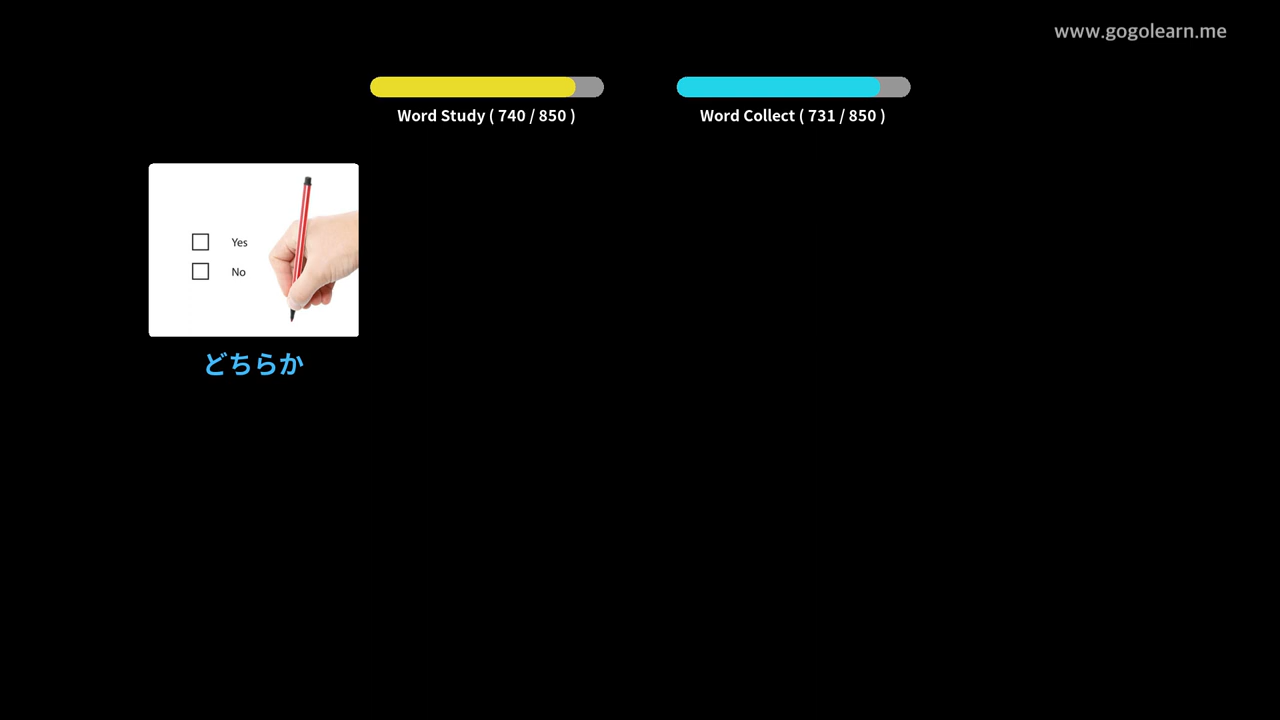 www.gogolearn.me
Word Study ( 740 / 850 )
Word Collect ( 731 / 850 )
Yes
No
どちらか